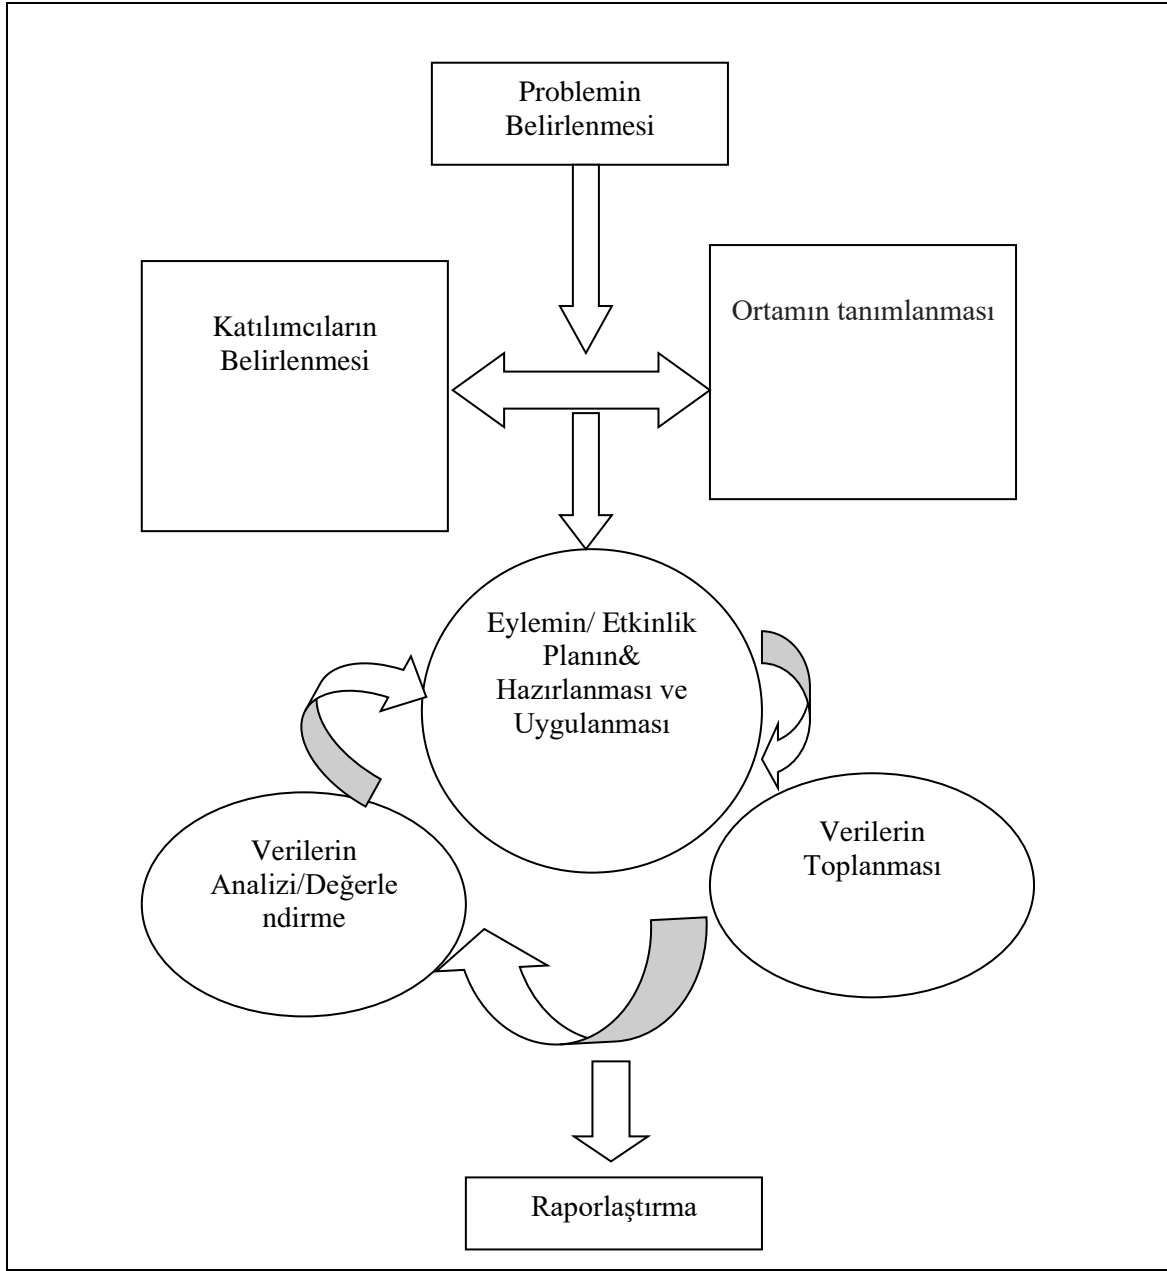 Problemin
Belirlenmesi
Katılımcıların
Belirlenmesi
Ortamın tanımlanması
Eylemin/ Etkinlik
Planın&
Hazırlanması ve
Uygulanması
Verilerin
Toplanması
Verilerin
Analizi/Değerle
ndirme
Raporlaştırma